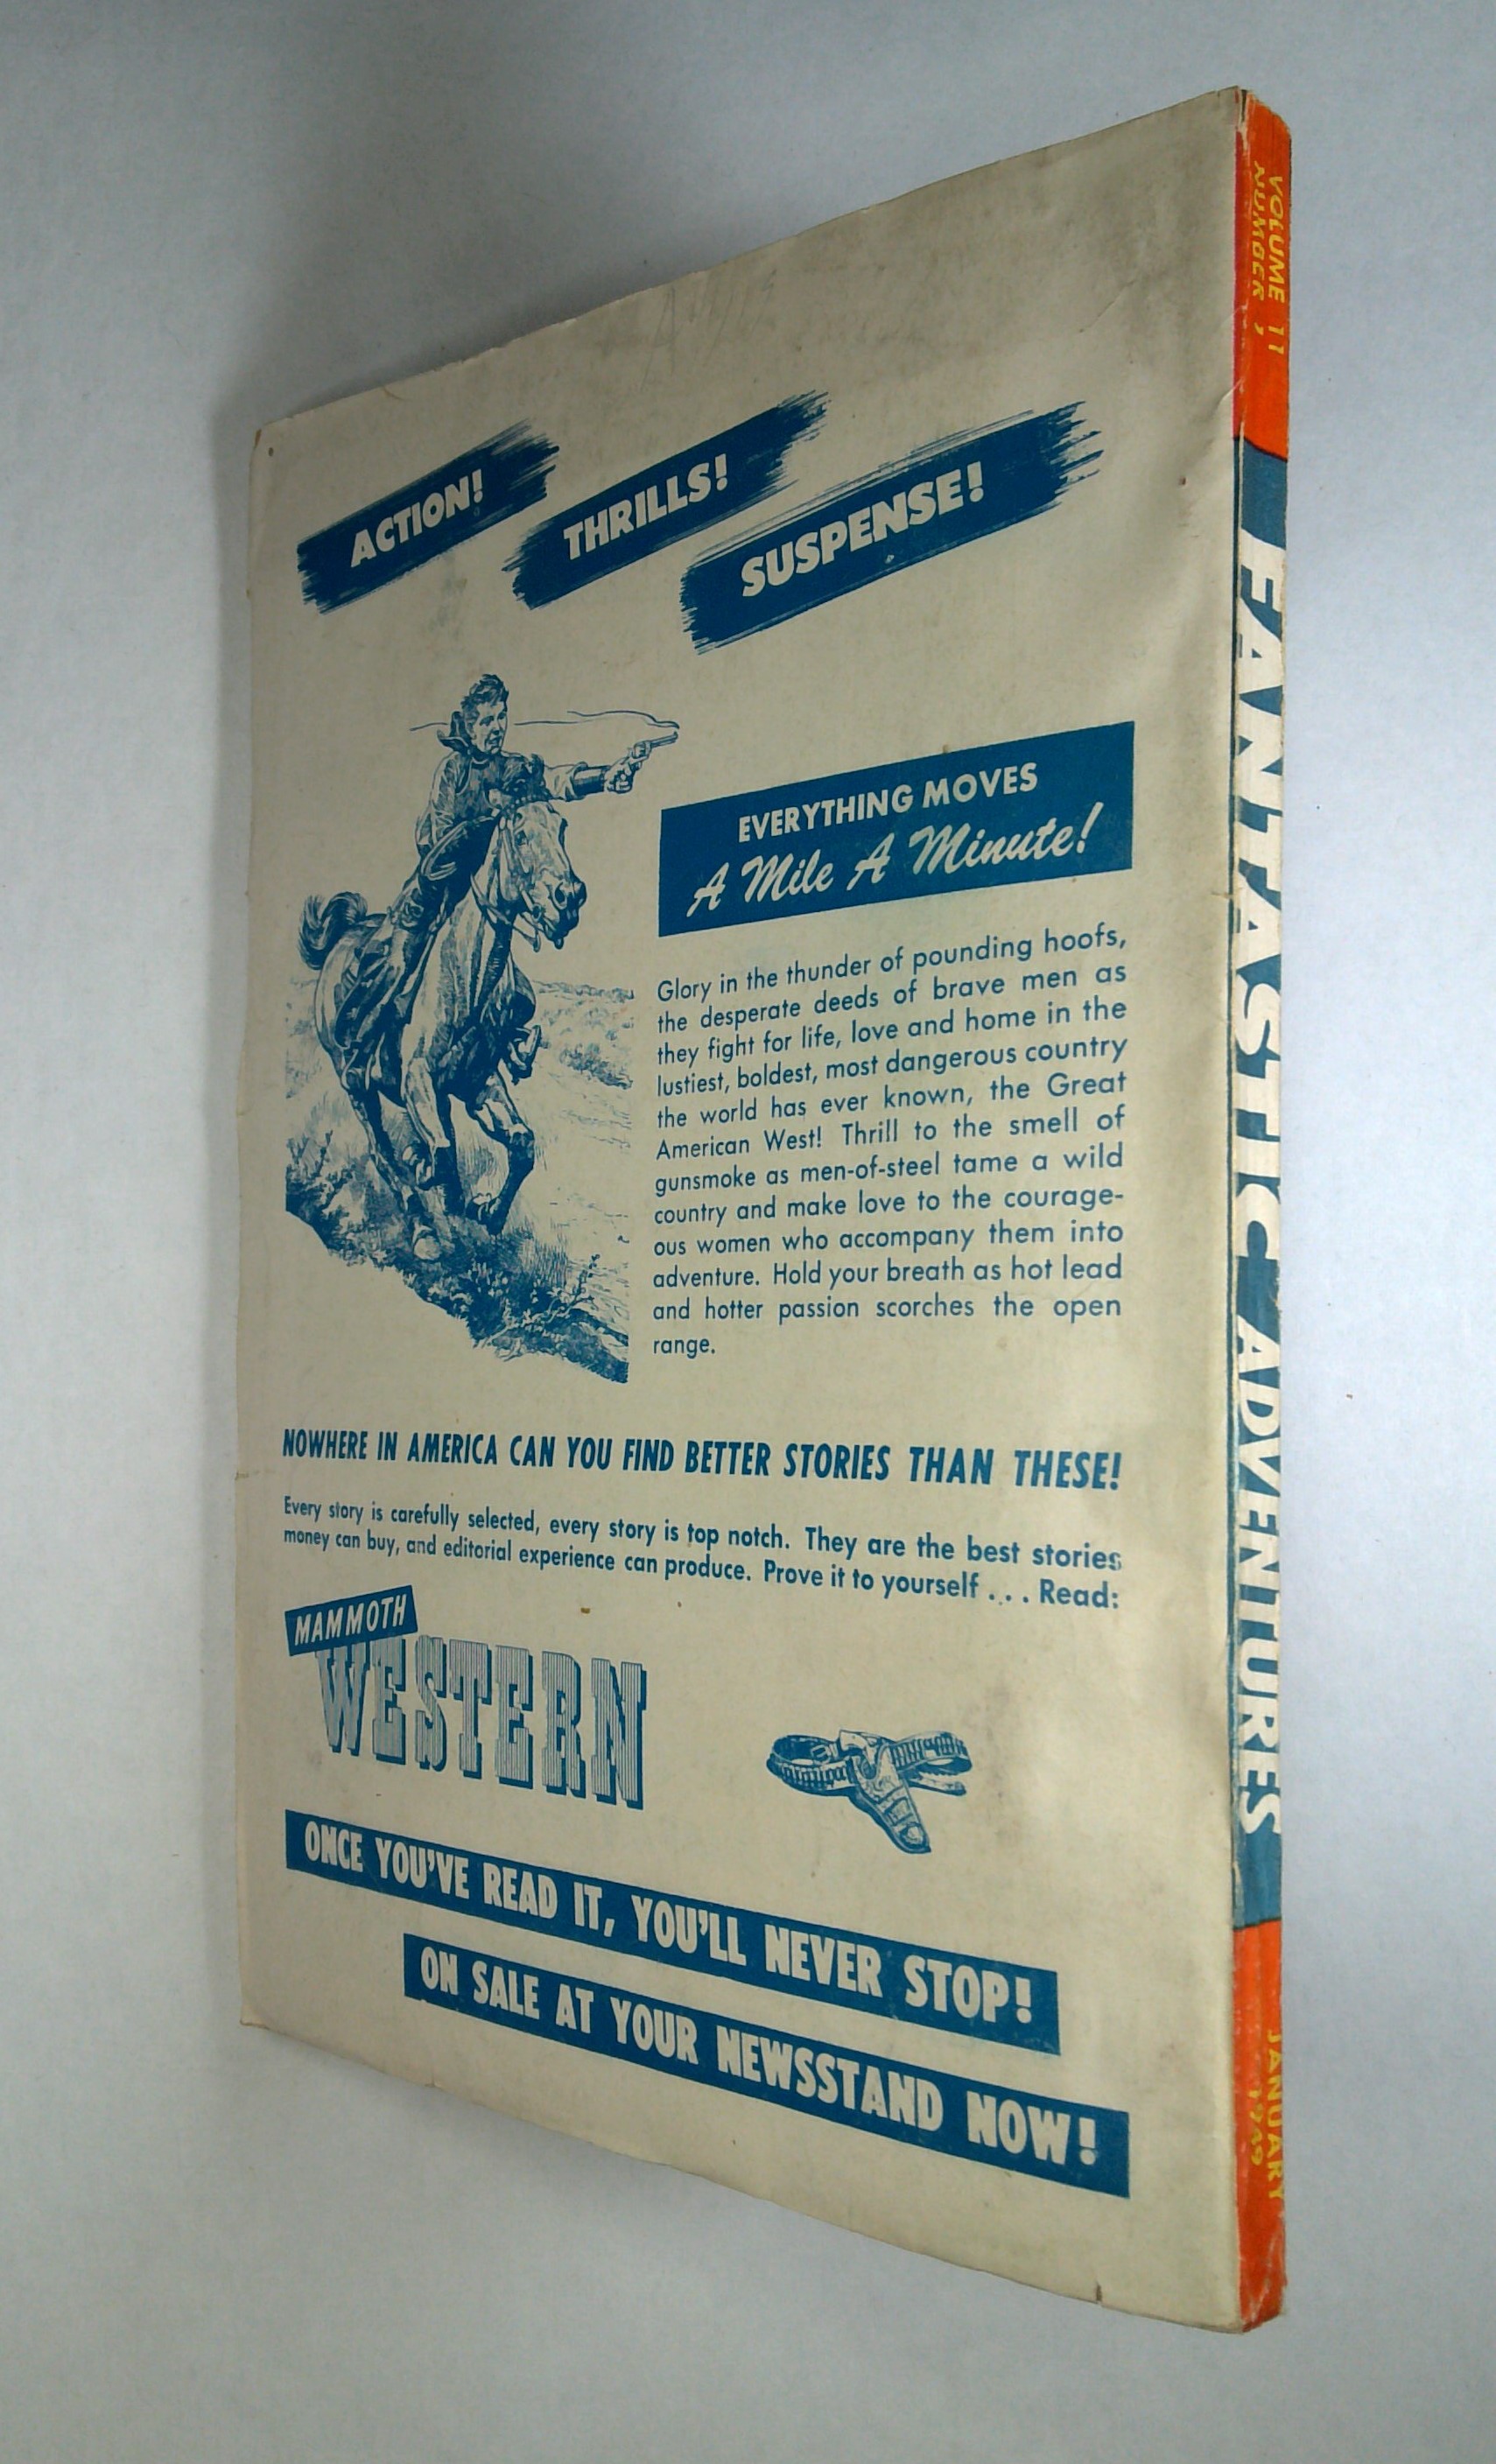 ACTION!
THRILLS!
SUSPENSE!
EVERYTHING MOVES
A Mile A Minute!
Glory in the thunder of pounding hoofs,
the desperate deeds of brave men as
they fight for life, love and home in the
lustiest, boldest, most dangerous country
the world has ever known, the Great
American West! Thrill to the smell of
gunsmoke as men-of-steel tame a wild
country and make love to the courage-
ous women who accompany them into
adventure. Hold your breath as hot lead
and hotter passion scorches the open
range.
NOWHERE IN AMERICA CAN YOU FIND BETTER STORIES THAN THESE!
Every story is carefully selected, every story is top notch. They are the best stories
money can buy, and editorial experience can produce. Prove it to yourself . . . Read:
MAMMOTH
WESTERN
ONCE YOU'VE READ IT, YOU'LL NEVER STOP!
ON SALE AT YOUR NEWSSTAND NOW!
VOLUME 11
NUMBER 1
FANTASTIC ADVENTURES
JANUARY
1949